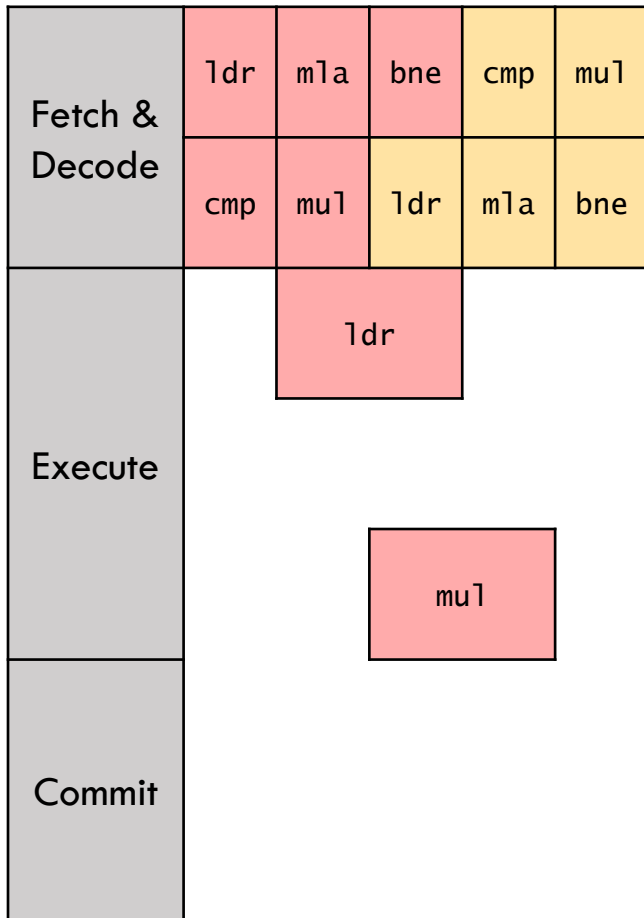 Fetch &
Decode
ldr mla bne cmp mul
cmp mul ldr mla bne
Execute
ldr
mul
Commit